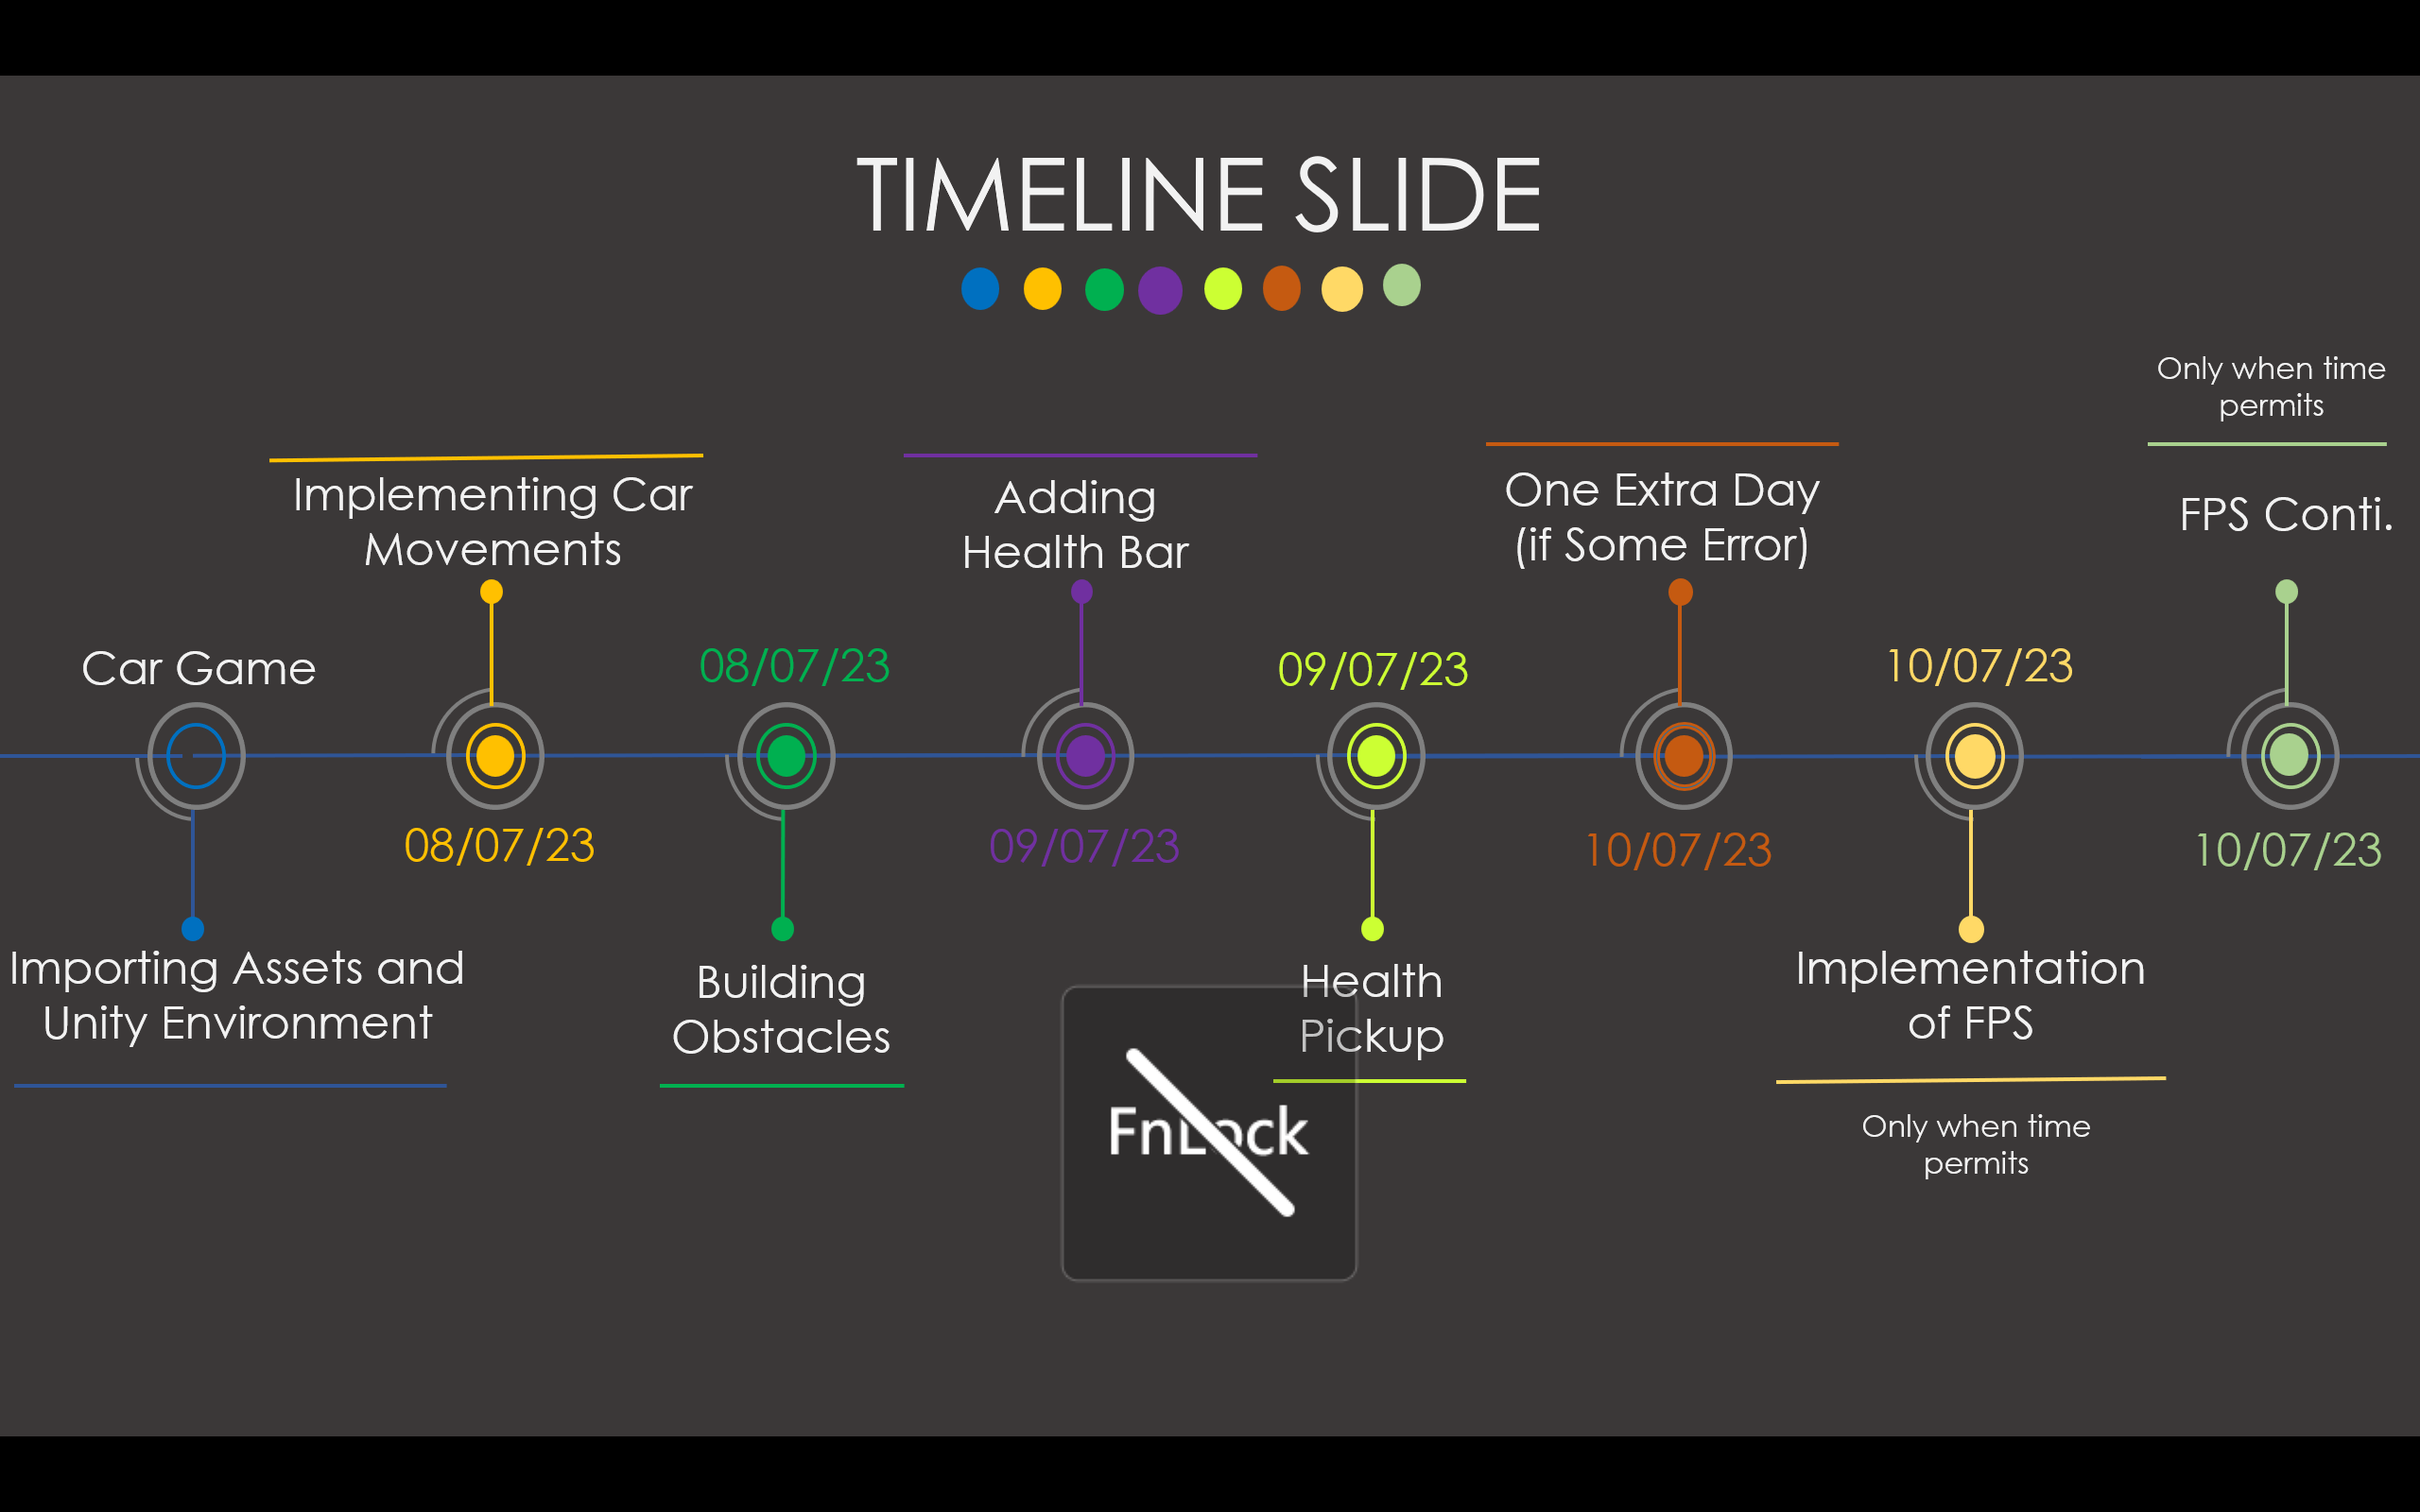 TIMELINE SLIDE
Car Game
Importing Assets and
Unity Environment
Implementing Car
Movements
08/07/23
08/07/23
Building
Obstacles
Adding
Health Bar
09/07/23
09/07/23
Health
Pickup
One Extra Day
(if Some Error)
10/07/23
10/07/23
Implementation
of FPS
Only when time
permits
Only when time
permits
FPS Conti.
10/07/23
FnLock